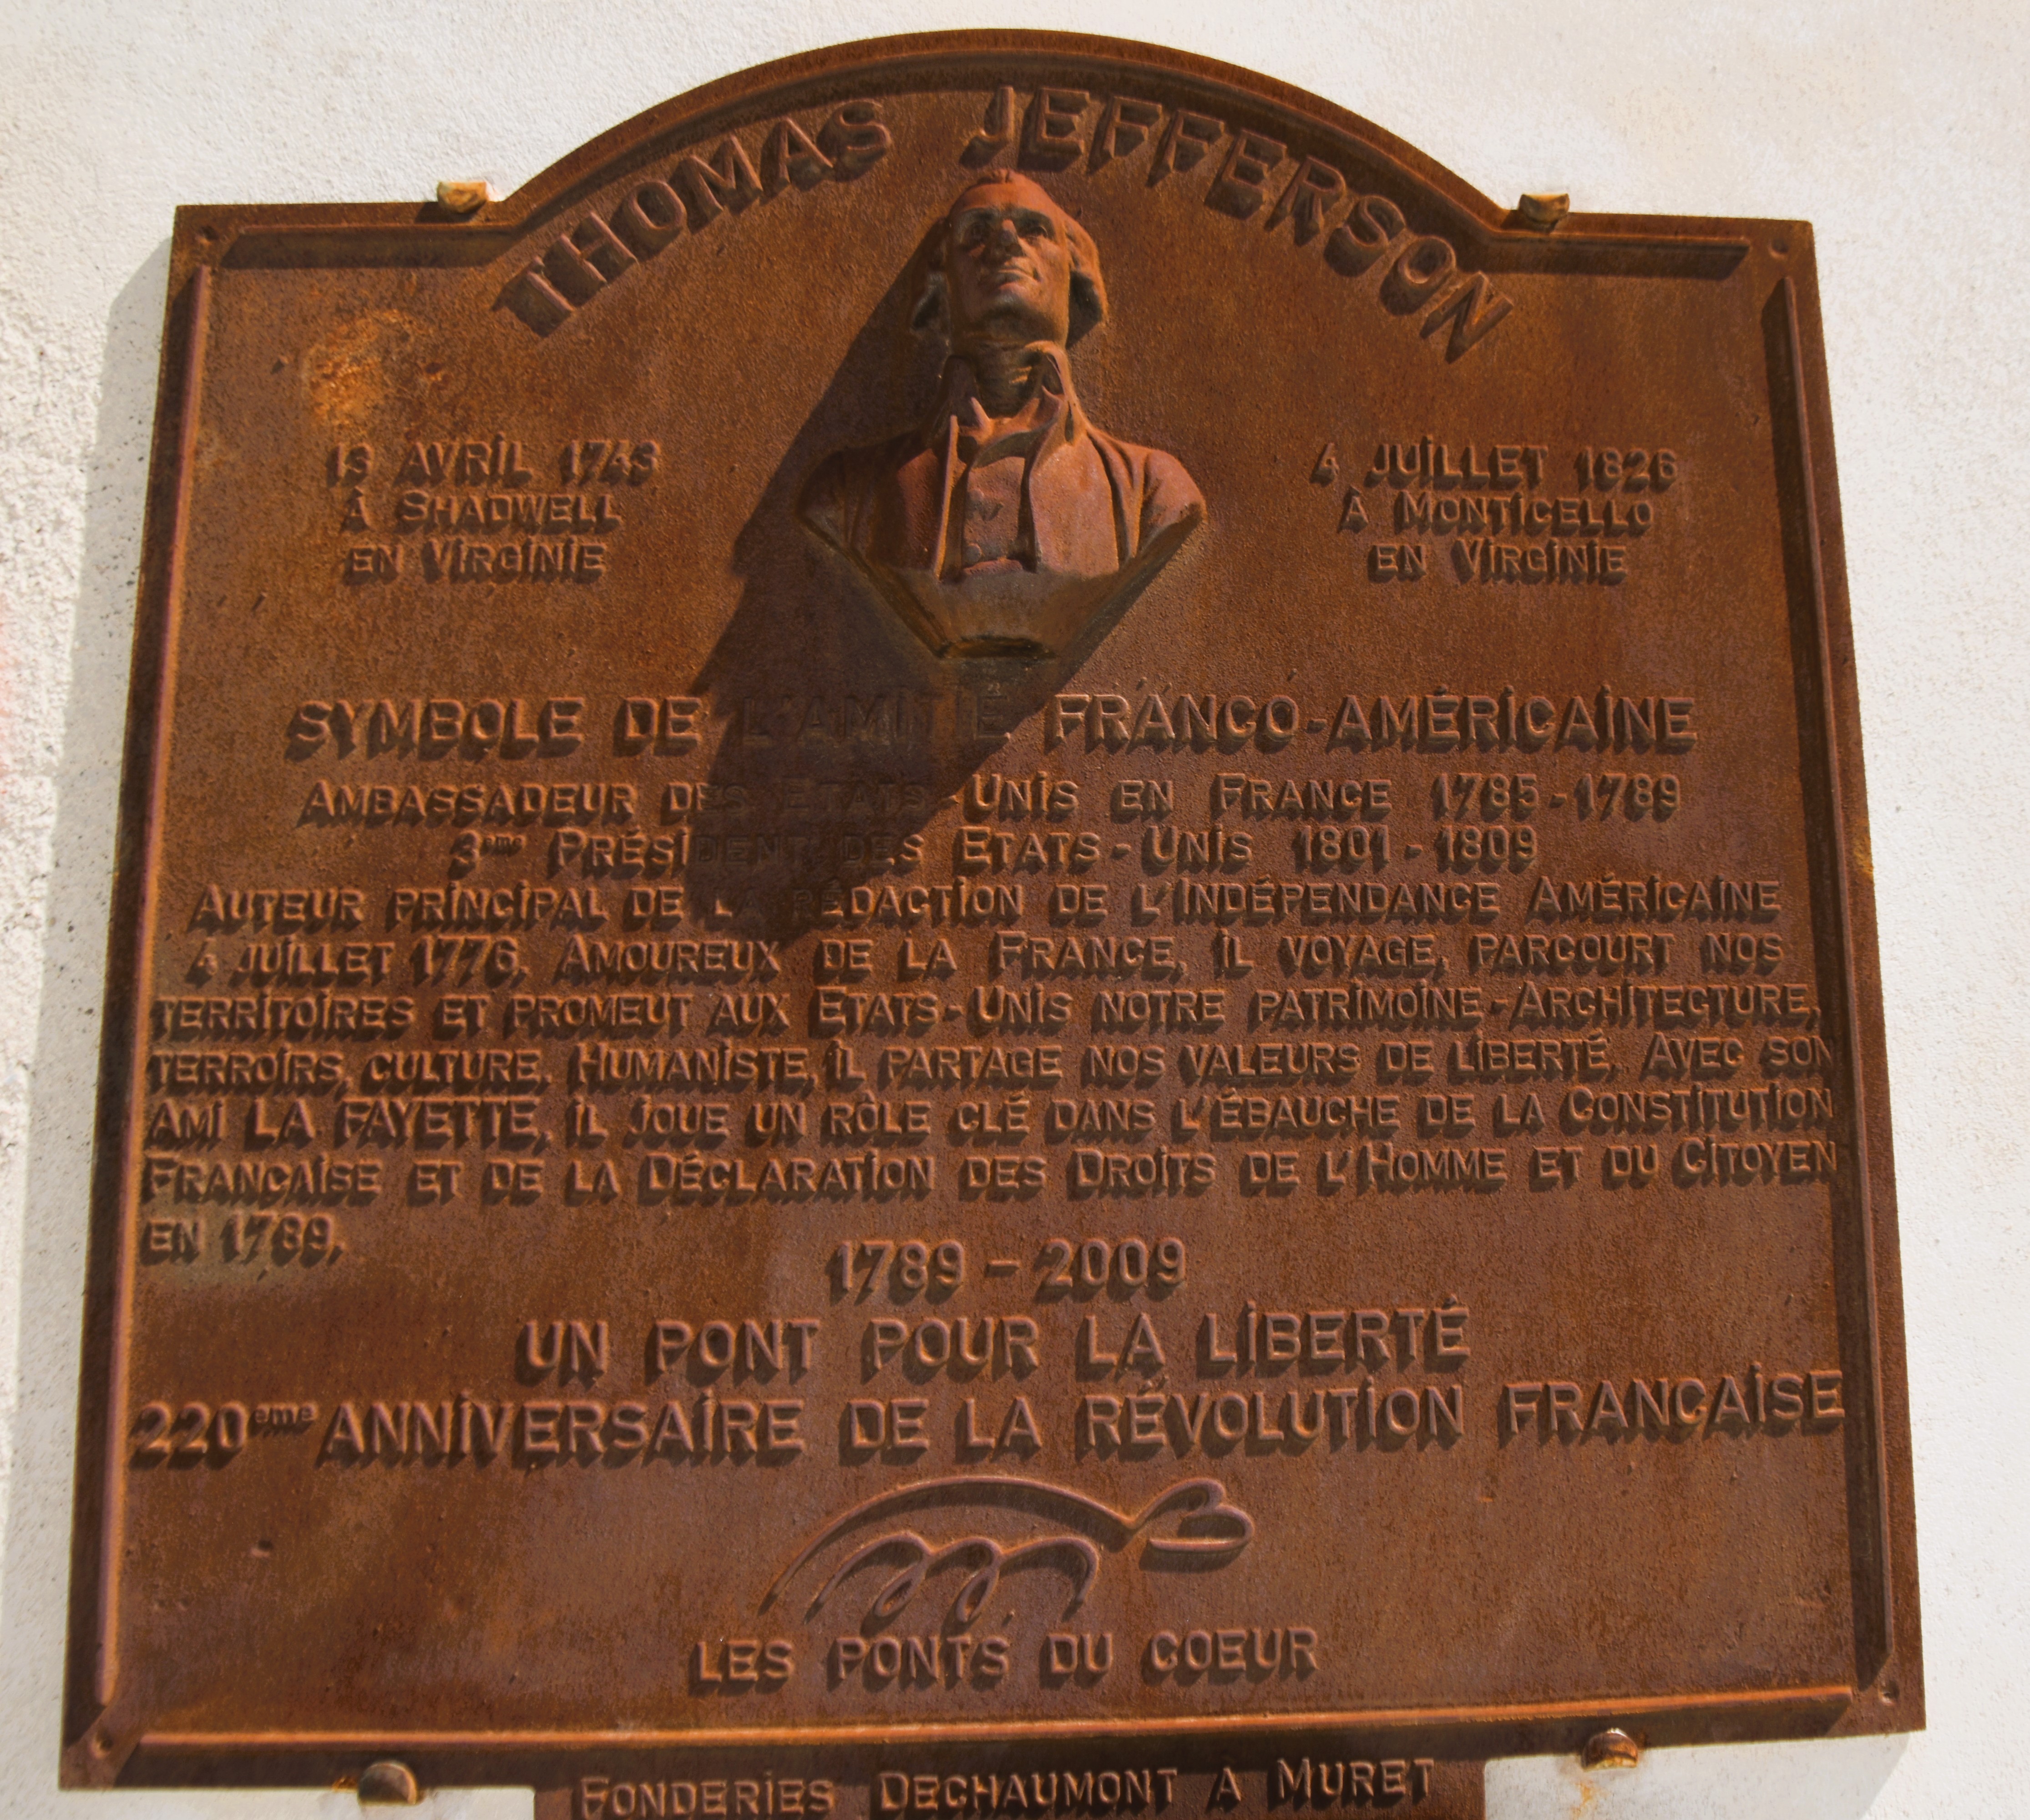 THOMAS JEFFERSON
13 AVRIL 1743
À SHADWELL
EN VIRGINIE
4 JUILLET 1826
À MONTICELLO
EN VIRGINIE
SYMBOLE DE L'AMITIÉ FRANCO-AMÉRICAINE
AMBASSADEUR DES ETATS-UNIS EN FRANCE 1785-1789
3eme PRÉSIDENT DES ETATS-UNIS 1801-1809
AUTEUR PRINCIPAL DE LA RÉDACTION DE L'INDÉPENDANCE AMÉRICAINE
4 JUILLET 1776. AMOUREUX DE LA FRANCE, IL VOYAGE, PARCOURT NOS
TERRITOIRES ET PROMEUT AUX ETATS-UNIS NOTRE PATRIMOINE-ARCHITECTURE,
TERROIRS, CULTURE. HUMANISTE, IL PARTAGE NOS VALEURS DE LIBERTÉ. AVEC SON
AMI LA FAYETTE, IL JOUE UN RÔLE CLÉ DANS L'ÉBAUCHE DE LA CONSTITUTION
FRANCAISE ET DE LA DÉCLARATION DES DROITS DE L'HOMME ET DU CITOYEN
EN 1789.
1789 - 2009
UN PONT POUR LA LIBERTÉ
220eme ANNIVERSAIRE DE LA RÉVOLUTION FRANCAISE
LES PONTS DU COEUR
FONDERIES DECHAUMONT A MURET